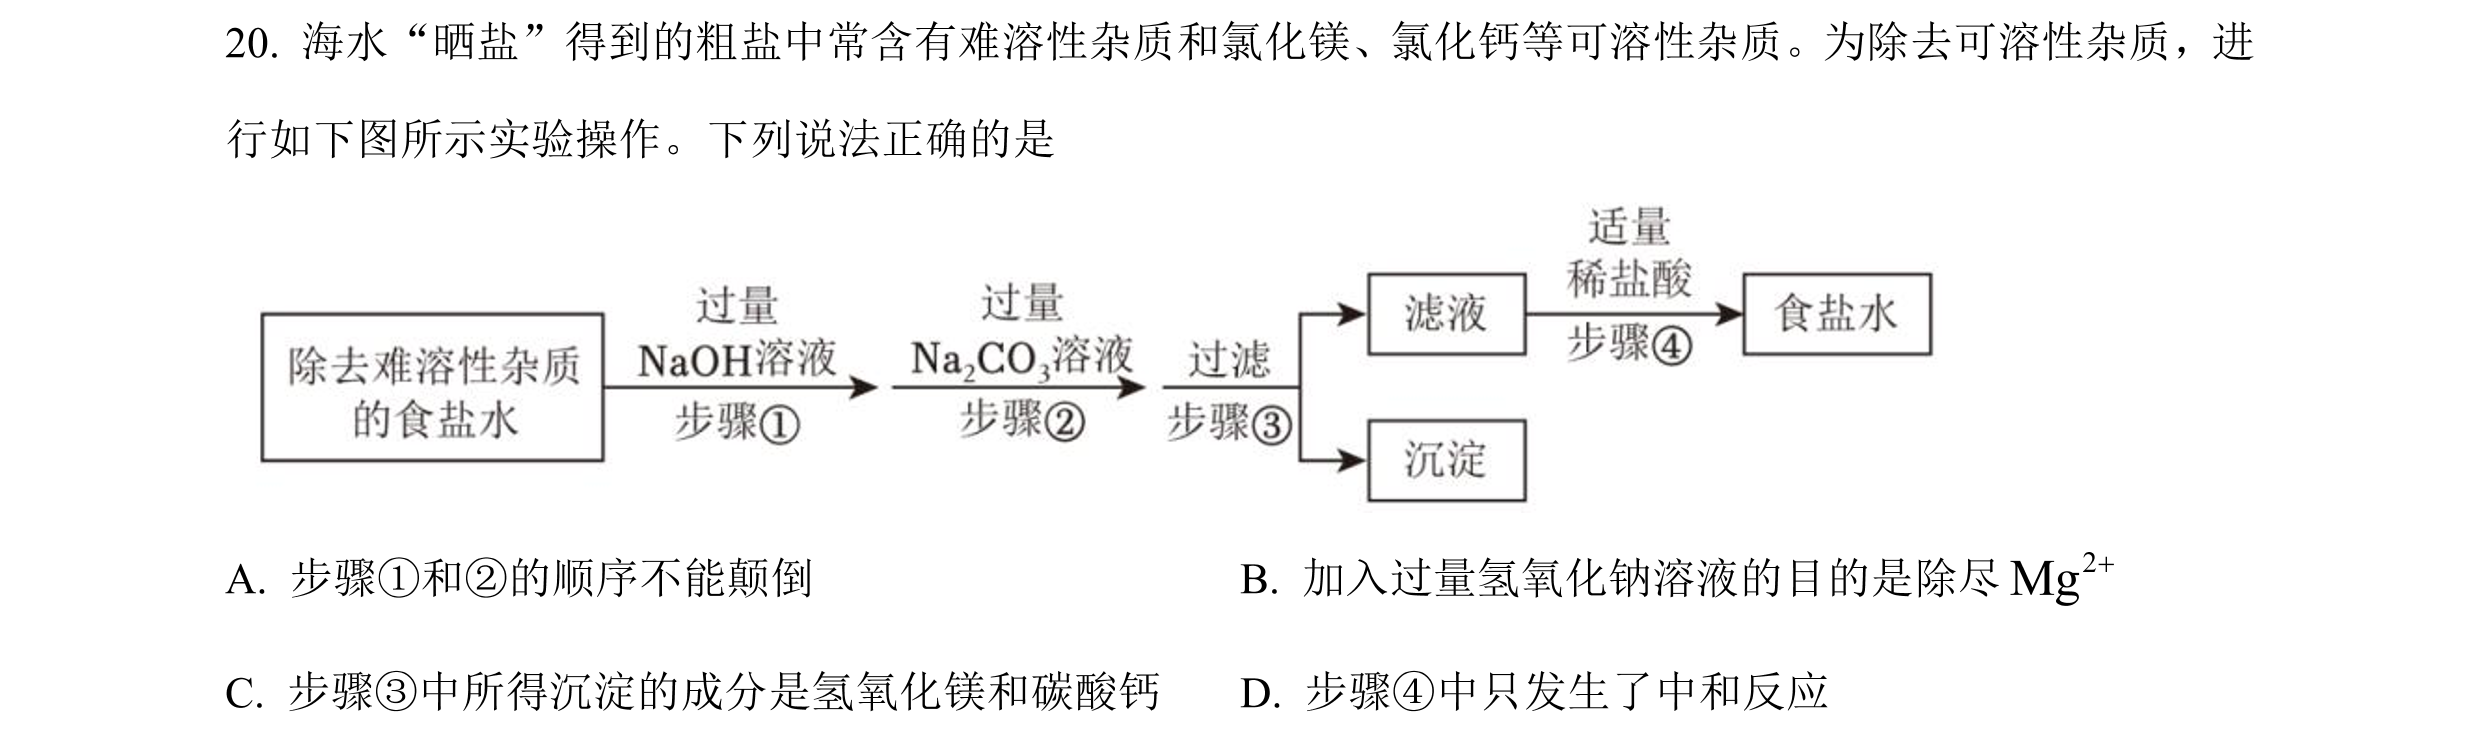 20. 海水“晒盐”得到的粗盐中常含有难溶性杂质和氯化镁、氯化钙等可溶性杂质。为除去可溶性杂质，进
行如下图所示实验操作。下列说法正确的是
除去难溶性杂质
的食盐水
过量
NaOH溶液
步骤①
过量
Na₂CO₃溶液
步骤②
过滤
步骤③
滤液
沉淀
适量
稀盐酸
步骤④
食盐水
A. 步骤①和②的顺序不能颠倒
B. 加入过量氢氧化钠溶液的目的是除尽Mg²⁺
C. 步骤③中所得沉淀的成分是氢氧化镁和碳酸钙
D. 步骤④中只发生了中和反应